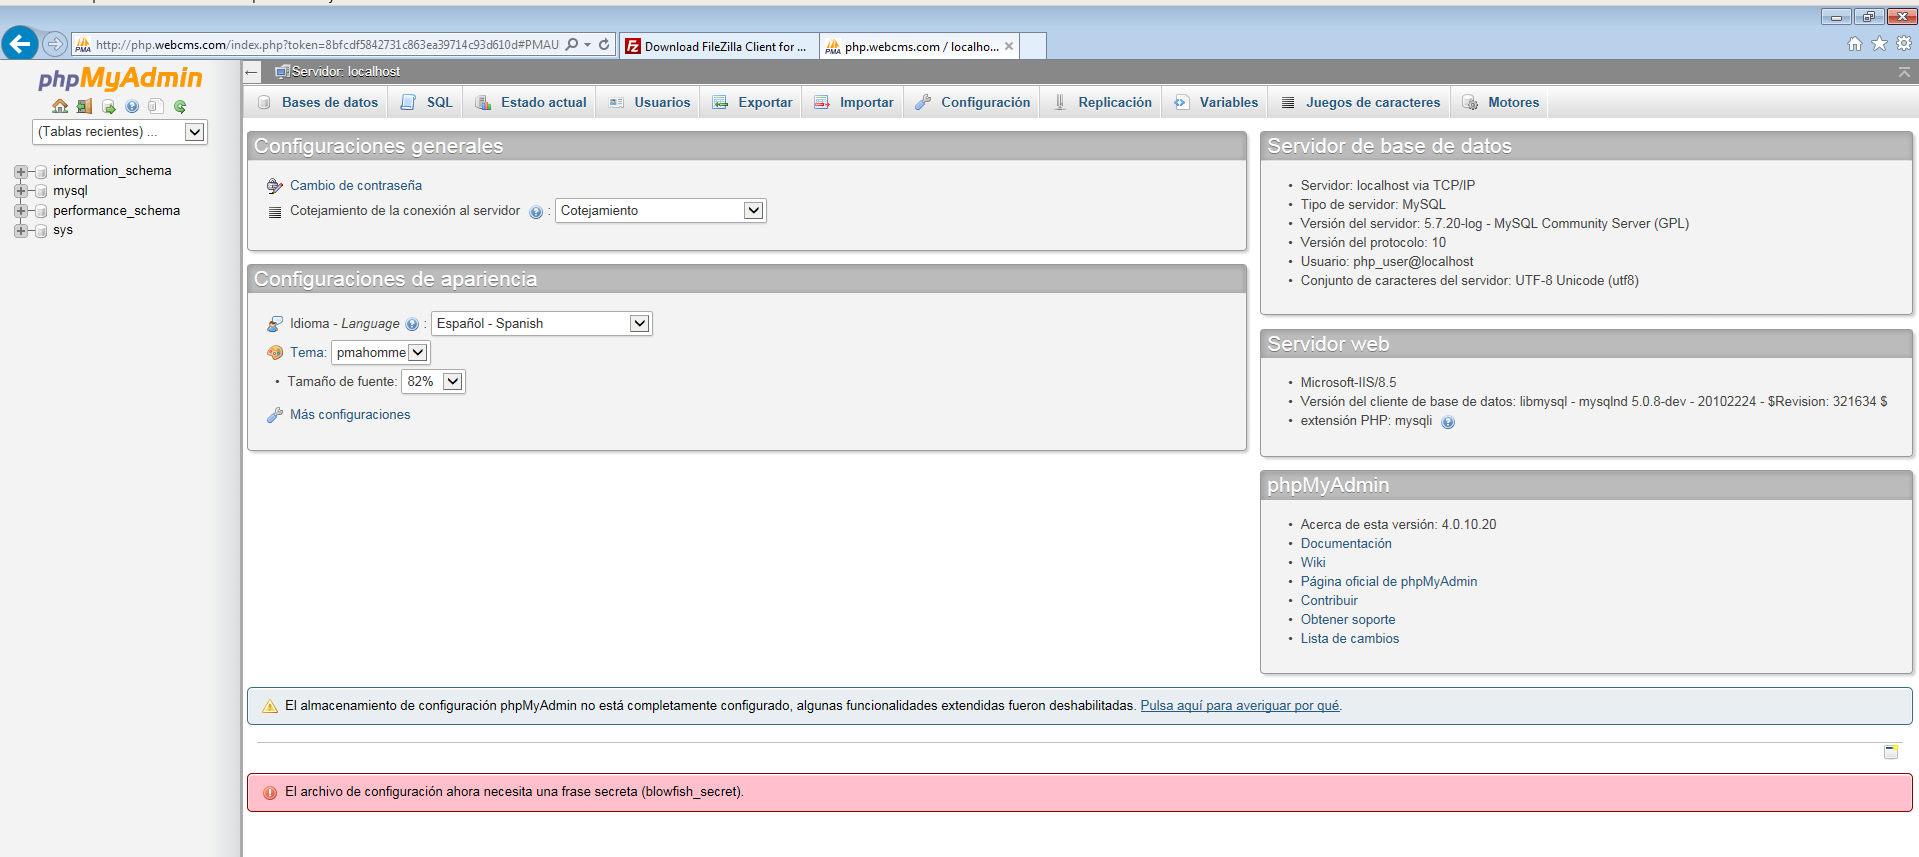 http://php.webcms.com/index.php?token=8bfcdf5842731c863ea39714c93d610d#PMAU
Download FileZilla Client for ...
php.webcms.com / localho...
phpMyAdmin
(Tablas recientes) ...
information_schema
mysql
performance_schema
sys
Servidor: localhost
Bases de datos
SQL
Estado actual
Usuarios
Exportar
Importar
Configuración
Replicación
Variables
Juegos de caracteres
Motores
Configuraciones generales
Cambio de contraseña
Cotejamiento de la conexión al servidor : Cotejamiento
Configuraciones de apariencia
Idioma - Language : Español - Spanish
Tema: pmahomme
• Tamaño de fuente: 82%
Más configuraciones
Servidor de base de datos
• Servidor: localhost via TCP/IP
• Tipo de servidor: MySQL
• Versión del servidor: 5.7.20-log - MySQL Community Server (GPL)
• Versión del protocolo: 10
• Usuario: php_user@localhost
• Conjunto de caracteres del servidor: UTF-8 Unicode (utf8)
Servidor web
• Microsoft-IIS/8.5
• Versión del cliente de base de datos: libmysql - mysqlnd 5.0.8-dev - 20102224 - $Revision: 321634 $
• extensión PHP: mysqli
phpMyAdmin
• Acerca de esta versión: 4.0.10.20
• Documentación
• Wiki
• Página oficial de phpMyAdmin
• Contribuir
• Obtener soporte
• Lista de cambios
El almacenamiento de configuración phpMyAdmin no está completamente configurado, algunas funcionalidades extendidas fueron deshabilitadas. Pulsa aquí para averiguar por qué.
El archivo de configuración ahora necesita una frase secreta (blowfish_secret).